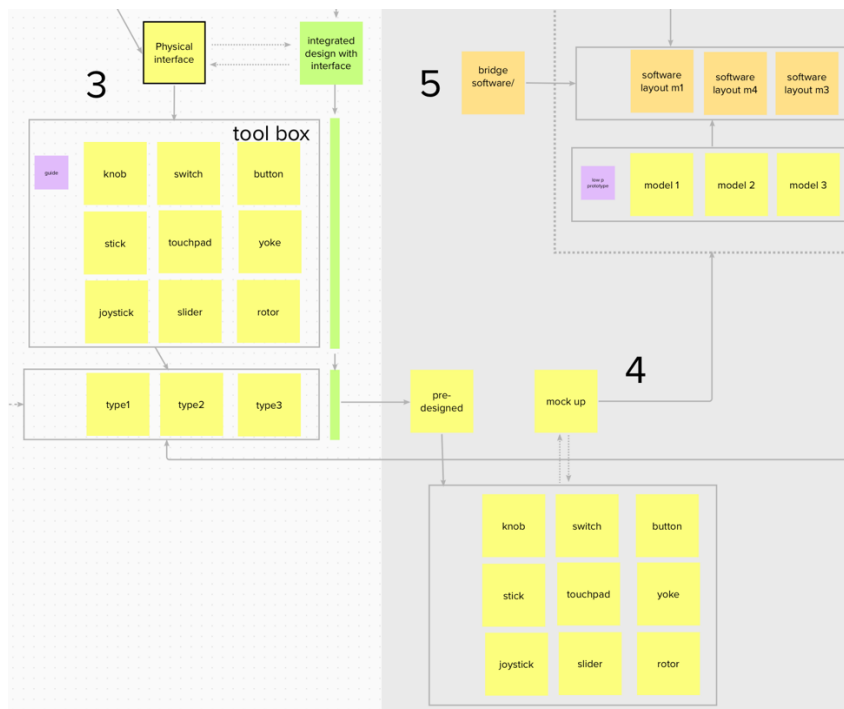 Physical
interface
integrated
design with
interface
3
tool box
guide
knob
switch
button
stick
touchpad
yoke
joystick
slider
rotor
type1
type2
type3
5
bridge
software/
software
layout m1
software
layout m4
software
layout m3
low p
prototype
model 1
model 2
model 3
pre-
designed
mock up
4
knob
switch
button
stick
touchpad
yoke
joystick
slider
rotor